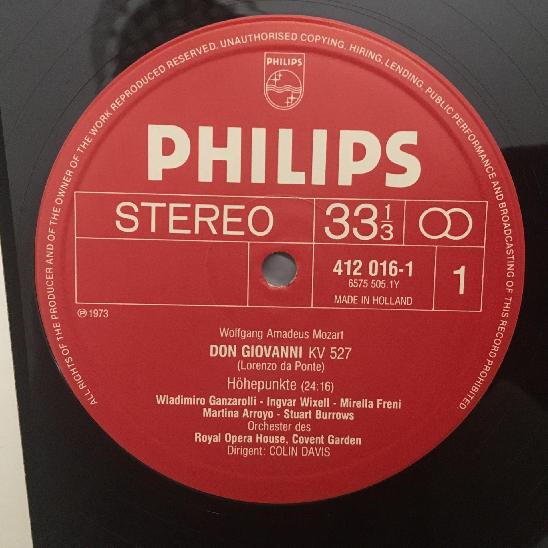 ALL RIGHTS OF THE PRODUCER AND OF THE OWNER OF THE WORK REPRODUCED RESERVED. UNAUTHORISED COPYING, HIRING, LENDING, PUBLIC PERFORMANCE AND BROADCASTING OF THIS RECORD PROHIBITED
PHILIPS
PHILIPS
STEREO 33 1/3
412 016-1
6575 505.1Y
MADE IN HOLLAND
1
℗ 1973
Wolfgang Amadeus Mozart
DON GIOVANNI KV 527
(Lorenzo da Ponte)
Höhepunkte (24:16)
Wladimiro Ganzarolli - Ingvar Wixell - Mirella Freni
Martina Arroyo - Stuart Burrows
Orchester des
Royal Opera House, Covent Garden
Dirigent: COLIN DAVIS